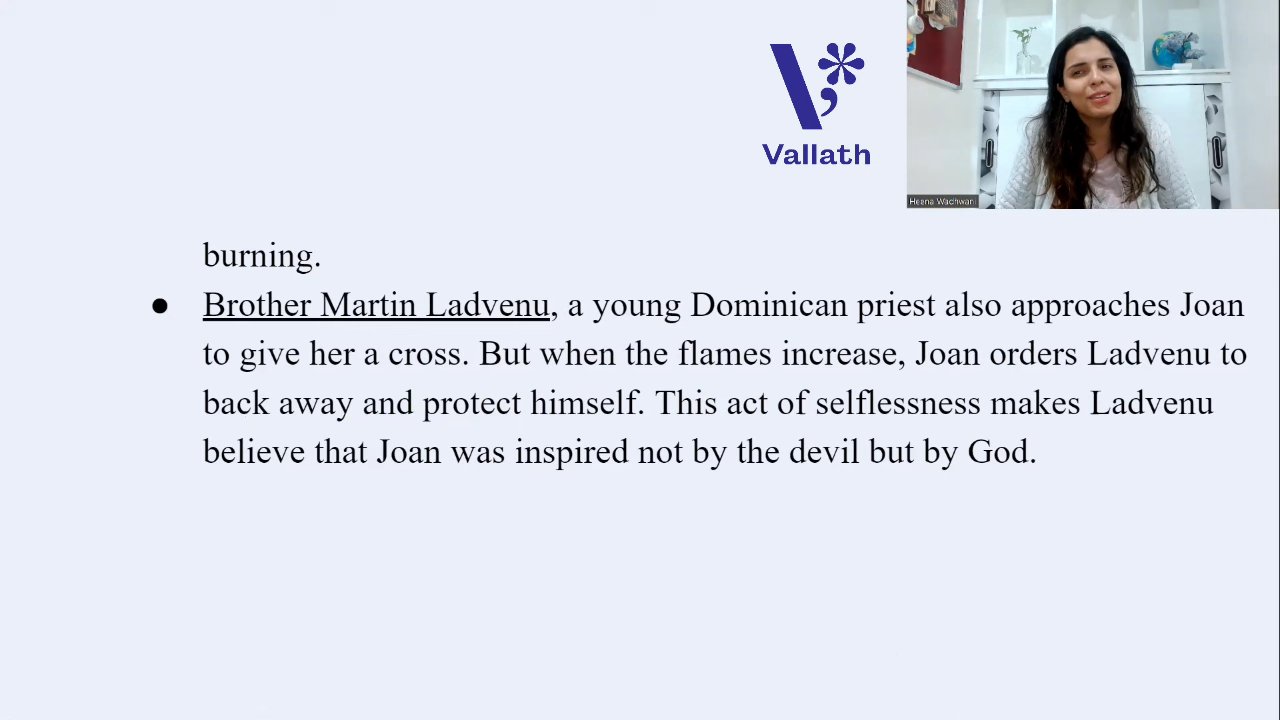 Vallath
Heena Wachwani
burning.
● Brother Martin Ladvenu, a young Dominican priest also approaches Joan
to give her a cross. But when the flames increase, Joan orders Ladvenu to
back away and protect himself. This act of selflessness makes Ladvenu
believe that Joan was inspired not by the devil but by God.